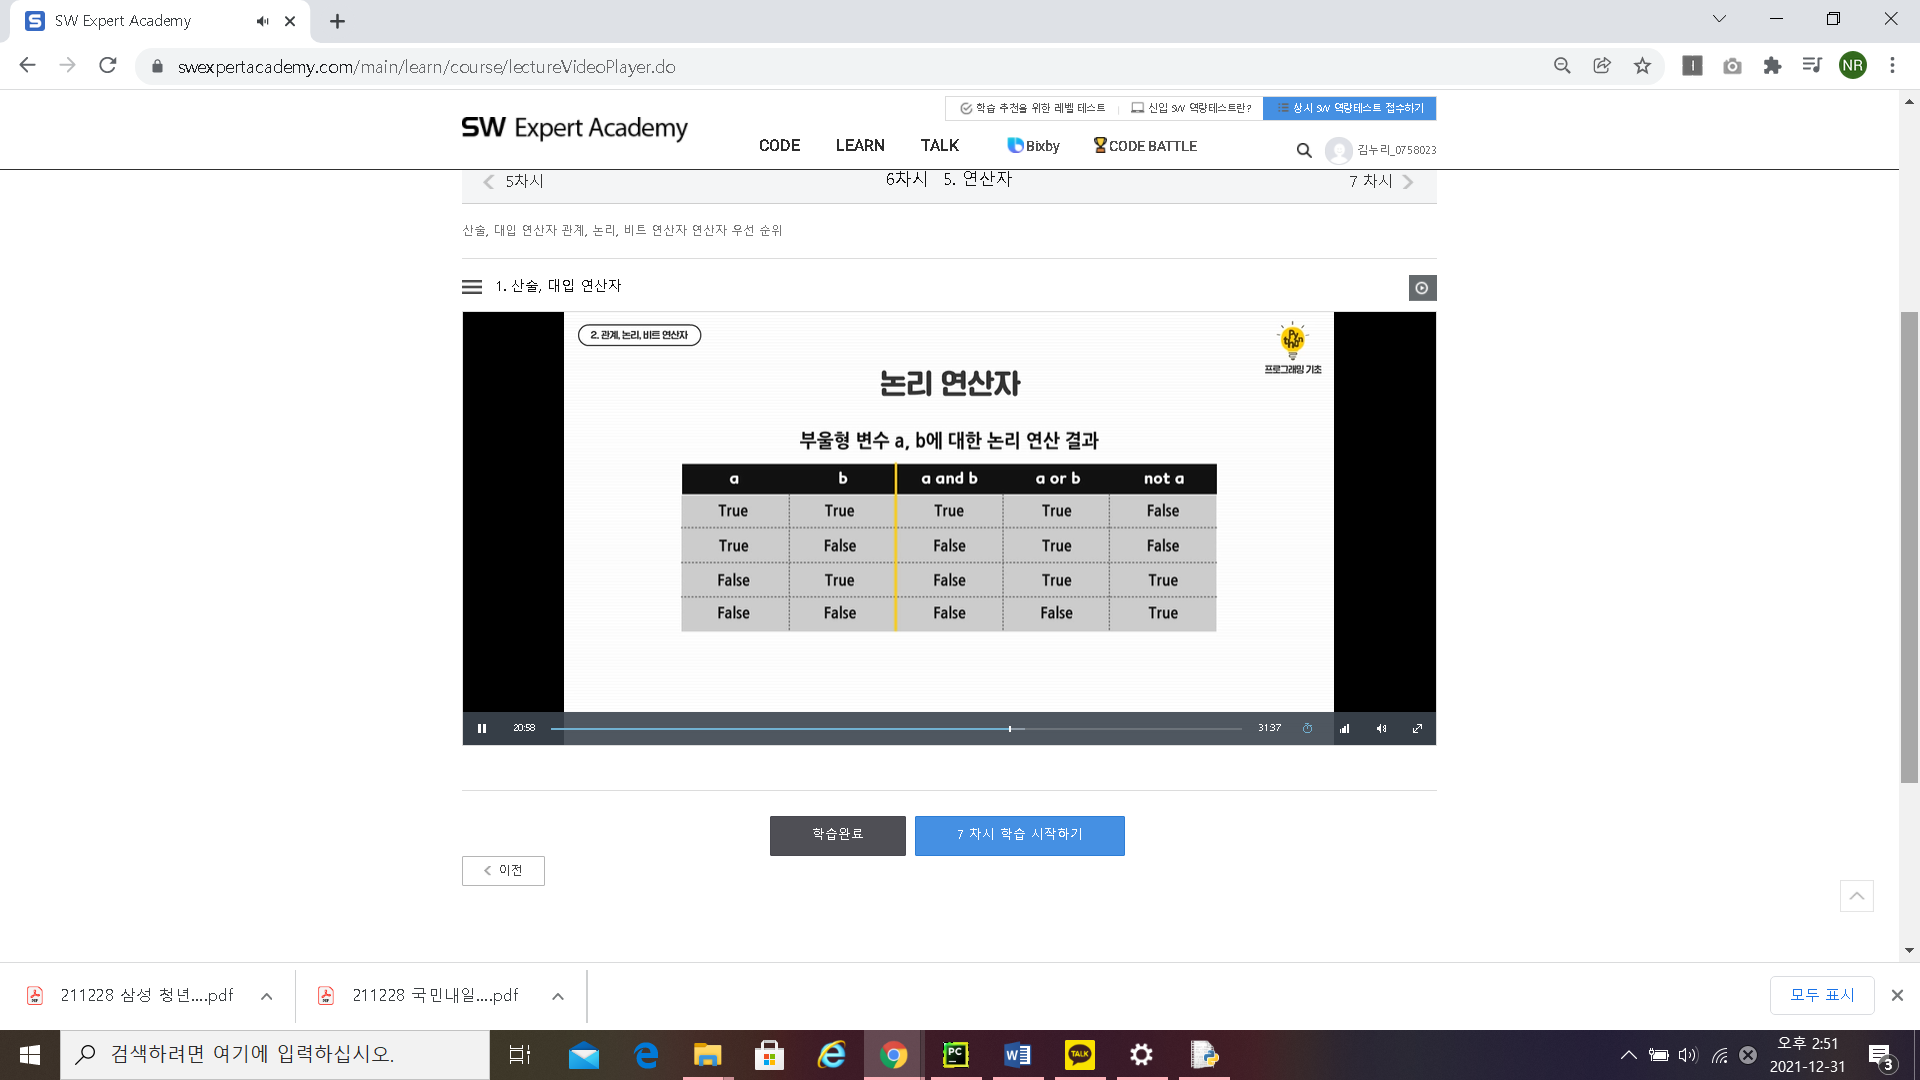 SW Expert Academy
swexpertacademy.com/main/learn/course/lectureVideoPlayer.do
NR
학습 추천을 위한 레벨 테스트
신입 SW 역량테스트란?
상시 SW 역량테스트 접수하기
SW Expert Academy
CODE
LEARN
TALK
Bixby
CODE BATTLE
김누리_0758023
5차시
6차시 5. 연산자
7 차시
산술, 대입 연산자 관계, 논리, 비트 연산자 연산자 우선 순위
1. 산술, 대입 연산자
2. 관계, 논리, 비트 연산자
Python
프로그래밍 기초
논리 연산자
부울형 변수 a, b에 대한 논리 연산 결과
a b a and b a or b not a
True True True True False
True False False True False
False True False True True
False False False False True
20:58
31:37
학습완료
7 차시 학습 시작하기
이전
211228 삼성 청년....pdf
211228 국민내일....pdf
모두 표시
검색하려면 여기에 입력하십시오.
PC
TALK
오후 2:51
2021-12-31
3